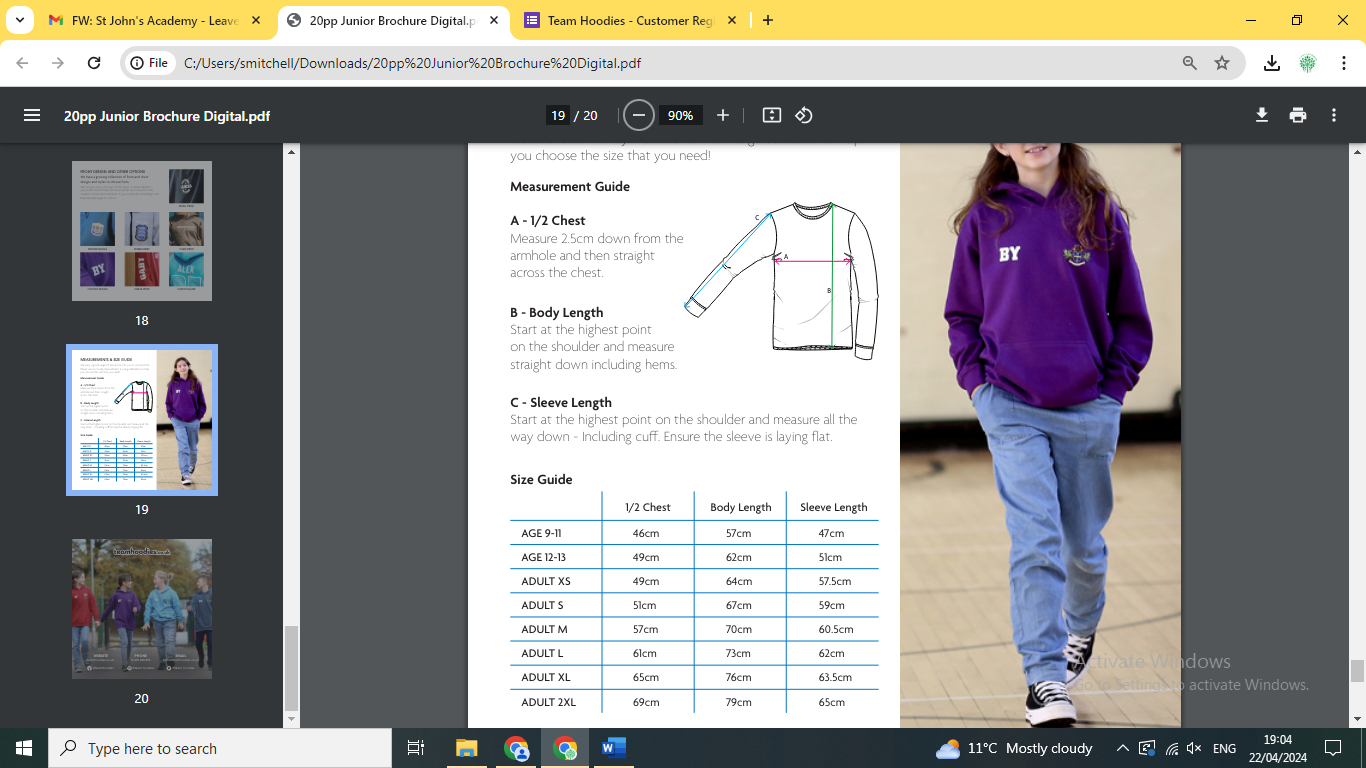 FW: St John's Academy - Leave
20pp Junior Brochure Digital.p
Team Hoodies - Customer Reg
File
C:/Users/smitchell/Downloads/20pp%20Junior%20Brochure%20Digital.pdf
20pp Junior Brochure Digital.pdf
19 / 20
90%
18
MEASUREMENTS & SIZE GUIDE
19
20
you choose the size that you need!
Measurement Guide
A - 1/2 Chest
Measure 2.5cm down from the
armhole and then straight
across the chest.
B - Body Length
Start at the highest point
on the shoulder and measure
straight down including hems.
C
A
B
C - Sleeve Length
Start at the highest point on the shoulder and measure all the
way down - Including cuff. Ensure the sleeve is laying flat.
Size Guide
1/2 Chest Body Length Sleeve Length
AGE 9-11 46cm 57cm 47cm
AGE 12-13 49cm 62cm 51cm
ADULT XS 49cm 64cm 57.5cm
ADULT S 51cm 67cm 59cm
ADULT M 57cm 70cm 60.5cm
ADULT L 61cm 73cm 62cm
ADULT XL 65cm 76cm 63.5cm
ADULT 2XL 69cm 79cm 65cm
BY
Activate Windows
Go to Settings to activate Windows.
Type here to search
11°C Mostly cloudy
ENG
19:04
22/04/2024